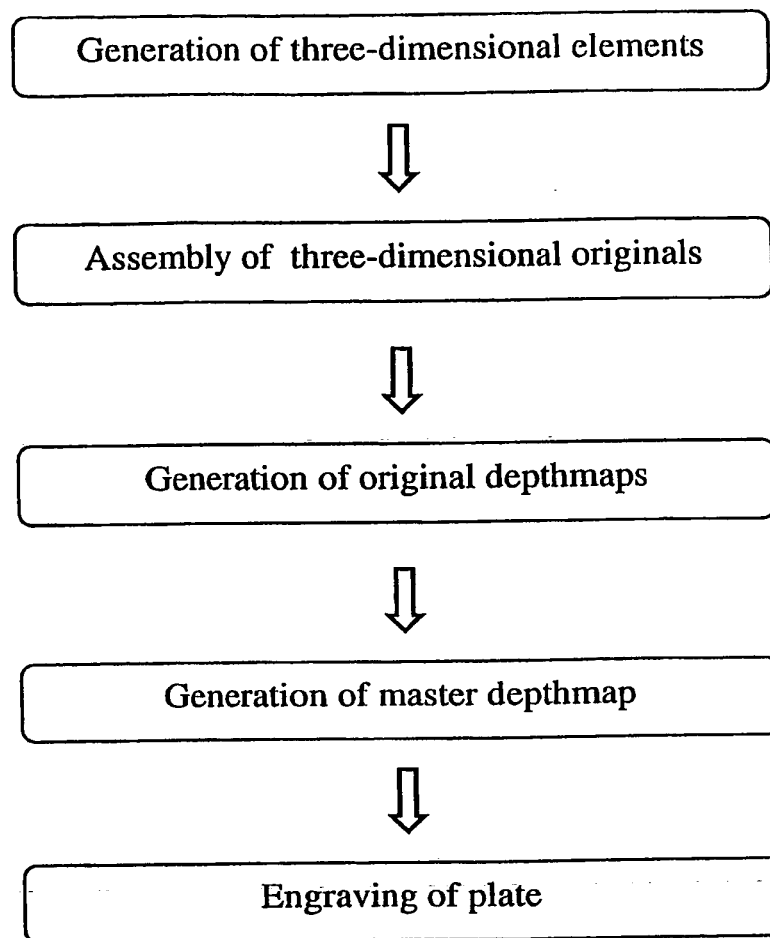 Generation of three-dimensional elements
Assembly of three-dimensional originals
Generation of original depthmaps
Generation of master depthmap
Engraving of plate